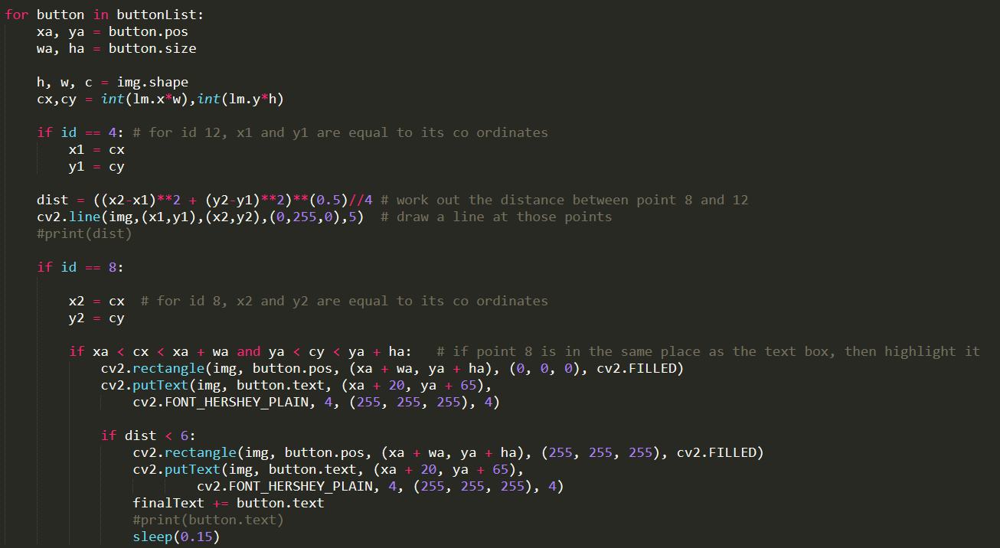 for button in buttonList:
    xa, ya = button.pos
    wa, ha = button.size

    h, w, c = img.shape
    cx,cy = int(lm.x*w),int(lm.y*h)

    if id == 4: # for id 12, x1 and y1 are equal to its co ordinates
        x1 = cx
        y1 = cy

    dist = ((x2-x1)**2 + (y2-y1)**2)**(0.5)//4 # work out the distance between point 8 and 12
    cv2.line(img,(x1,y1),(x2,y2),(0,255,0),5)  # draw a line at those points
    #print(dist)

    if id == 8:

        x2 = cx  # for id 8, x2 and y2 are equal to its co ordinates
        y2 = cy

        if xa < cx < xa + wa and ya < cy < ya + ha:   # if point 8 is in the same place as the text box, then highlight it
            cv2.rectangle(img, button.pos, (xa + wa, ya + ha), (0, 0, 0), cv2.FILLED)
            cv2.putText(img, button.text, (xa + 20, ya + 65),
                cv2.FONT_HERSHEY_PLAIN, 4, (255, 255, 255), 4)

            if dist < 6:
                cv2.rectangle(img, button.pos, (xa + wa, ya + ha), (255, 255, 255), cv2.FILLED)
                cv2.putText(img, button.text, (xa + 20, ya + 65),
                        cv2.FONT_HERSHEY_PLAIN, 4, (255, 255, 255), 4)
                finalText += button.text
                #print(button.text)
                sleep(0.15)